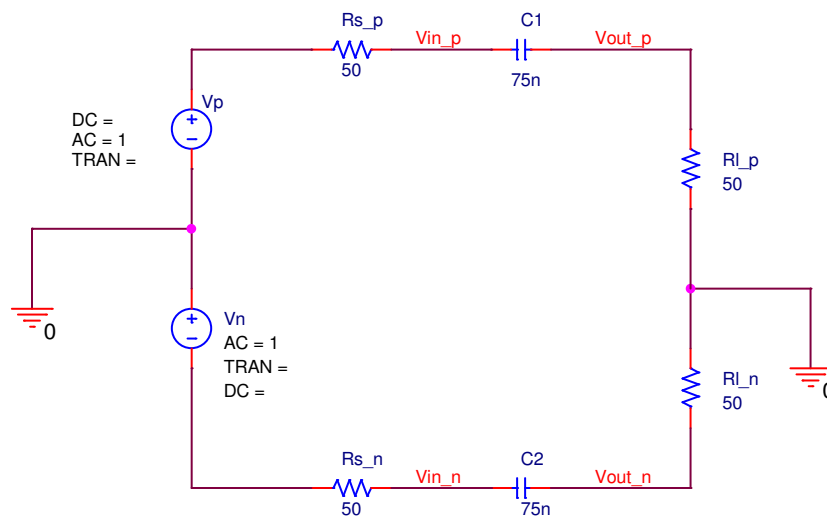 Rs_p
50
Vin_p
C1
75n
Vout_p
Vp
DC =
AC = 1
TRAN =
Rl_p
50
0
Vn
AC = 1
TRAN =
DC =
0
Rl_n
50
Rs_n
50
Vin_n
C2
75n
Vout_n